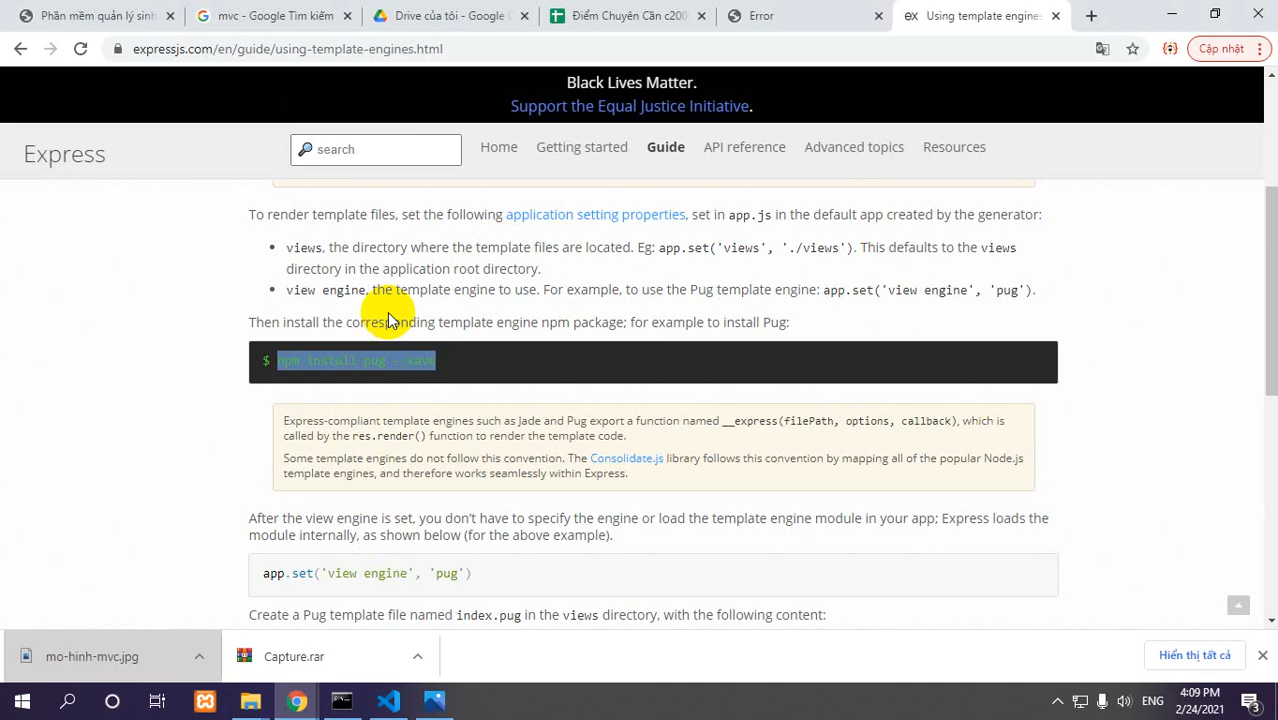 Phần mềm quản lý sinh
mvc - Google Tìm kiếm
Drive của tôi - Google
Điểm Chuyên Cần c200
Error
Using template engines
expressjs.com/en/guide/using-template-engines.html
Cập nhật
Black Lives Matter.
Support the Equal Justice Initiative.
Express
search
Home
Getting started
Guide
API reference
Advanced topics
Resources
To render template files, set the following application setting properties, set in app.js in the default app created by the generator:
• views, the directory where the template files are located. Eg: app.set('views', './views'). This defaults to the views
directory in the application root directory.
• view engine, the template engine to use. For example, to use the Pug template engine: app.set('view engine', 'pug').
Then install the corresponding template engine npm package; for example to install Pug:
$ npm install pug --save
Express-compliant template engines such as Jade and Pug export a function named __express(filePath, options, callback), which is
called by the res.render() function to render the template code.
Some template engines do not follow this convention. The Consolidate.js library follows this convention by mapping all of the popular Node.js
template engines, and therefore works seamlessly within Express.
After the view engine is set, you don’t have to specify the engine or load the template engine module in your app; Express loads the
module internally, as shown below (for the above example).
app.set('view engine', 'pug')
Create a Pug template file named index.pug in the views directory, with the following content:
mo-hinh-mvc.jpg
Capture.rar
Hiển thị tất cả
ENG
4:09 PM
2/24/2021
3